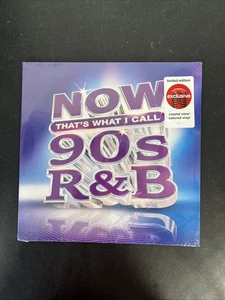 NOW
THAT'S WHAT I CALL
90s
R&B
limited edition
exclusive
crystal clear
colored vinyl